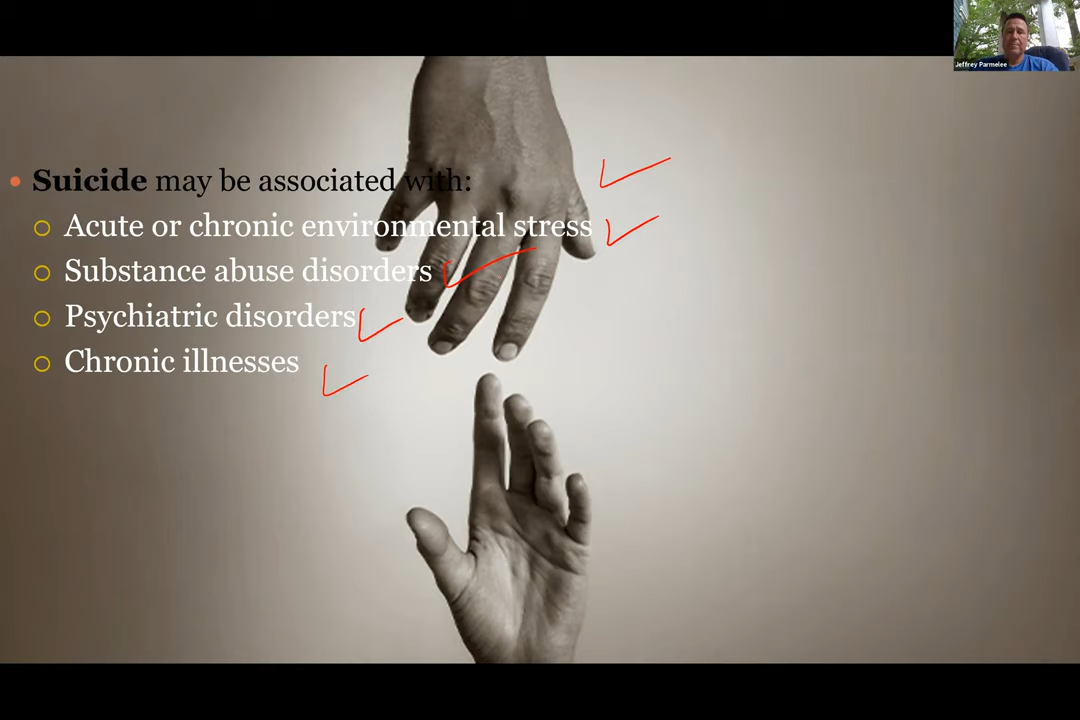 Jeffrey Parmelee
Suicide may be associated with:
Acute or chronic environmental stress
Substance abuse disorders
Psychiatric disorders
Chronic illnesses